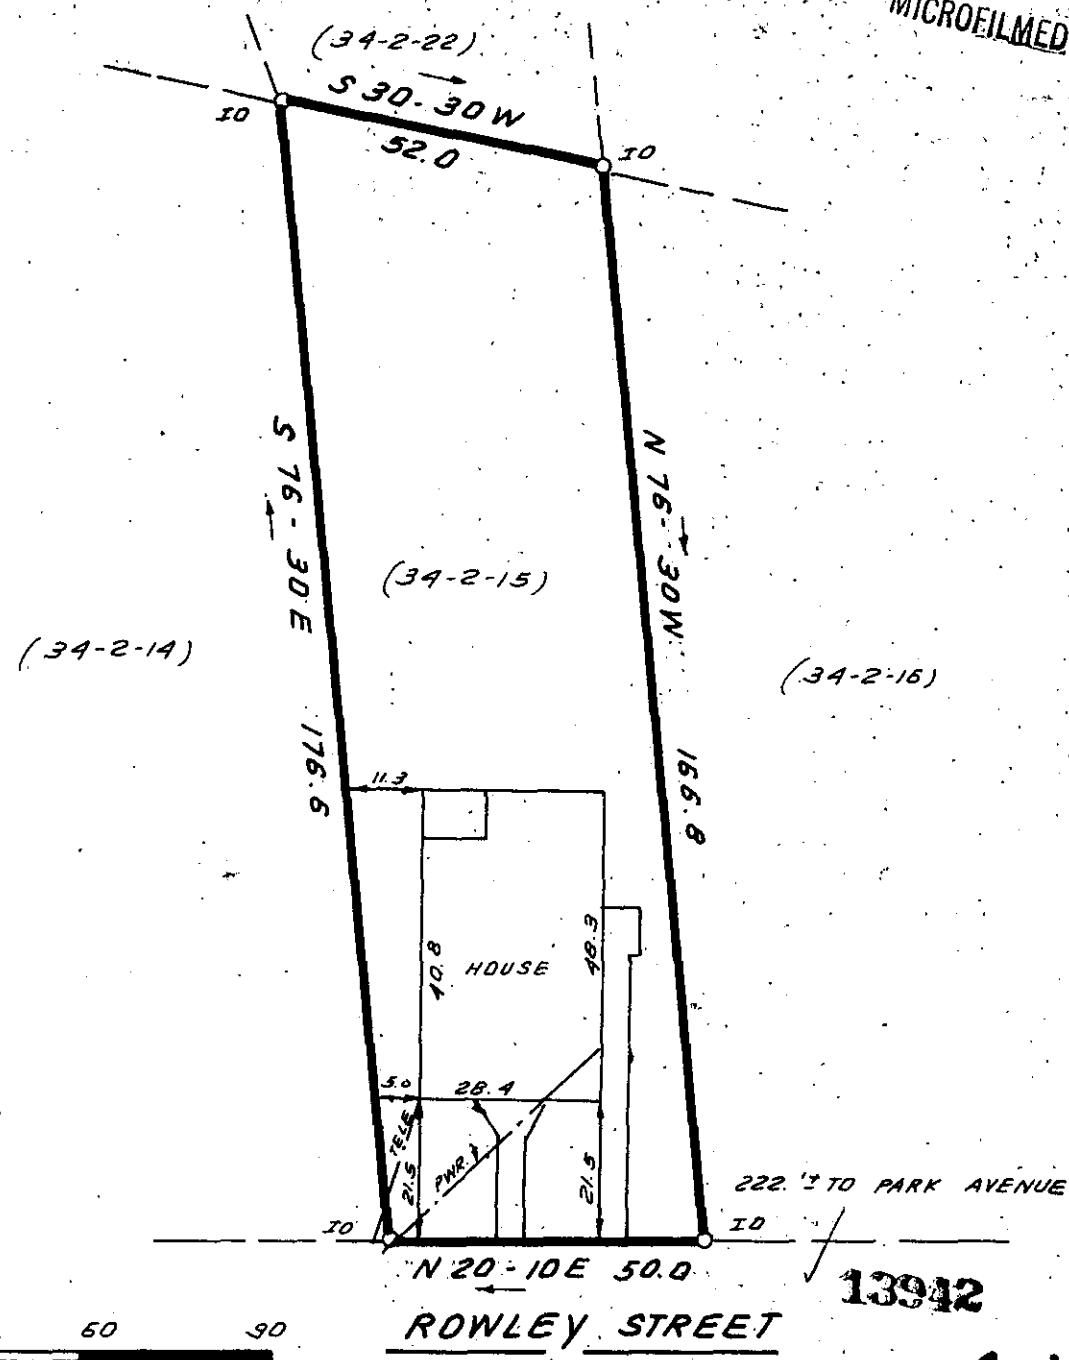 MICROFILMED
(34-2-22)
S 30-30 W
52.0
IO
IO
S 76-30 E 176.6
N 76-30 W 166.8
(34-2-15)
(34-2-14)
(34-2-16)
11.3
40.8
HOUSE
48.3
5.0
28.4
TELE
21.5
PWR.
21.5
222.'± TO PARK AVENUE
IO
IO
N 20-10 E 50.0
13942
60 90
ROWLEY STREET